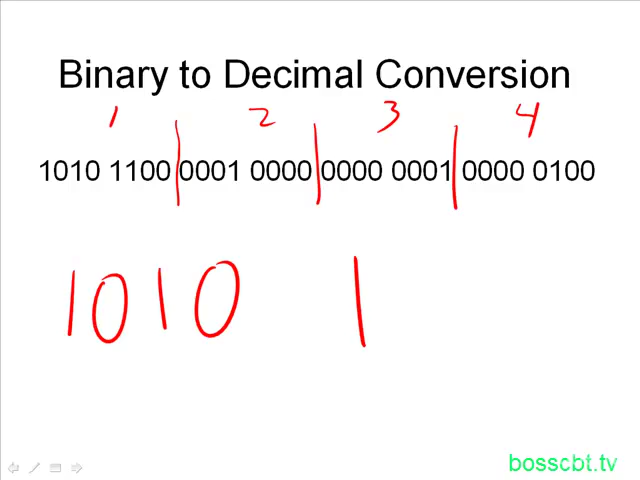 Binary to Decimal Conversion
1 2 3 4
1010 1100 0001 0000 0000 0001 0000 0100
1010 1
bosscbt.tv